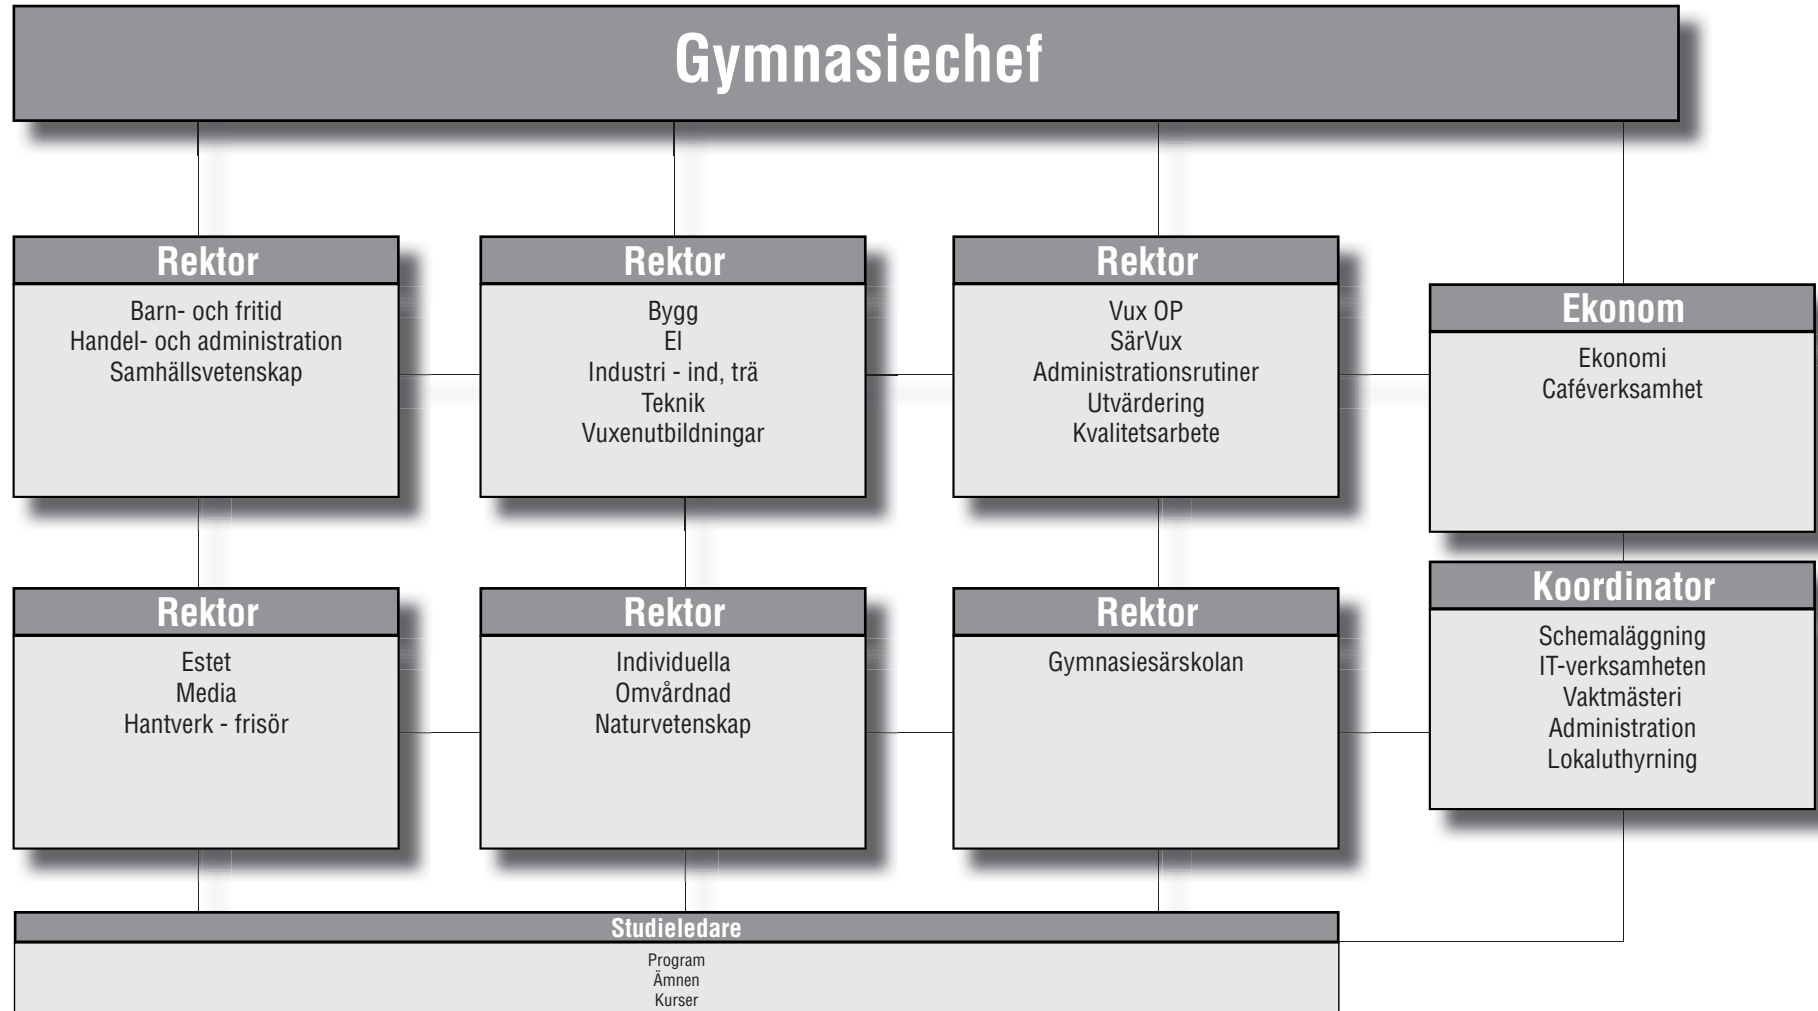 Gymnasiechef
Rektor
Barn- och fritid
Handel- och administration
Samhällsvetenskap
Rektor
Bygg
El
Industri - ind, trä
Teknik
Vuxenutbildningar
Rektor
Vux OP
SärVux
Administrationsrutiner
Utvärdering
Kvalitetsarbete
Ekonom
Ekonomi
Caféverksamhet
Rektor
Estet
Media
Hantverk - frisör
Rektor
Individuella
Omvårdnad
Naturvetenskap
Rektor
Gymnasiesärskolan
Koordinator
Schemaläggning
IT-verksamheten
Vaktmästeri
Administration
Lokaluthyrning
Studieledare
Program
Ämnen
Kurser